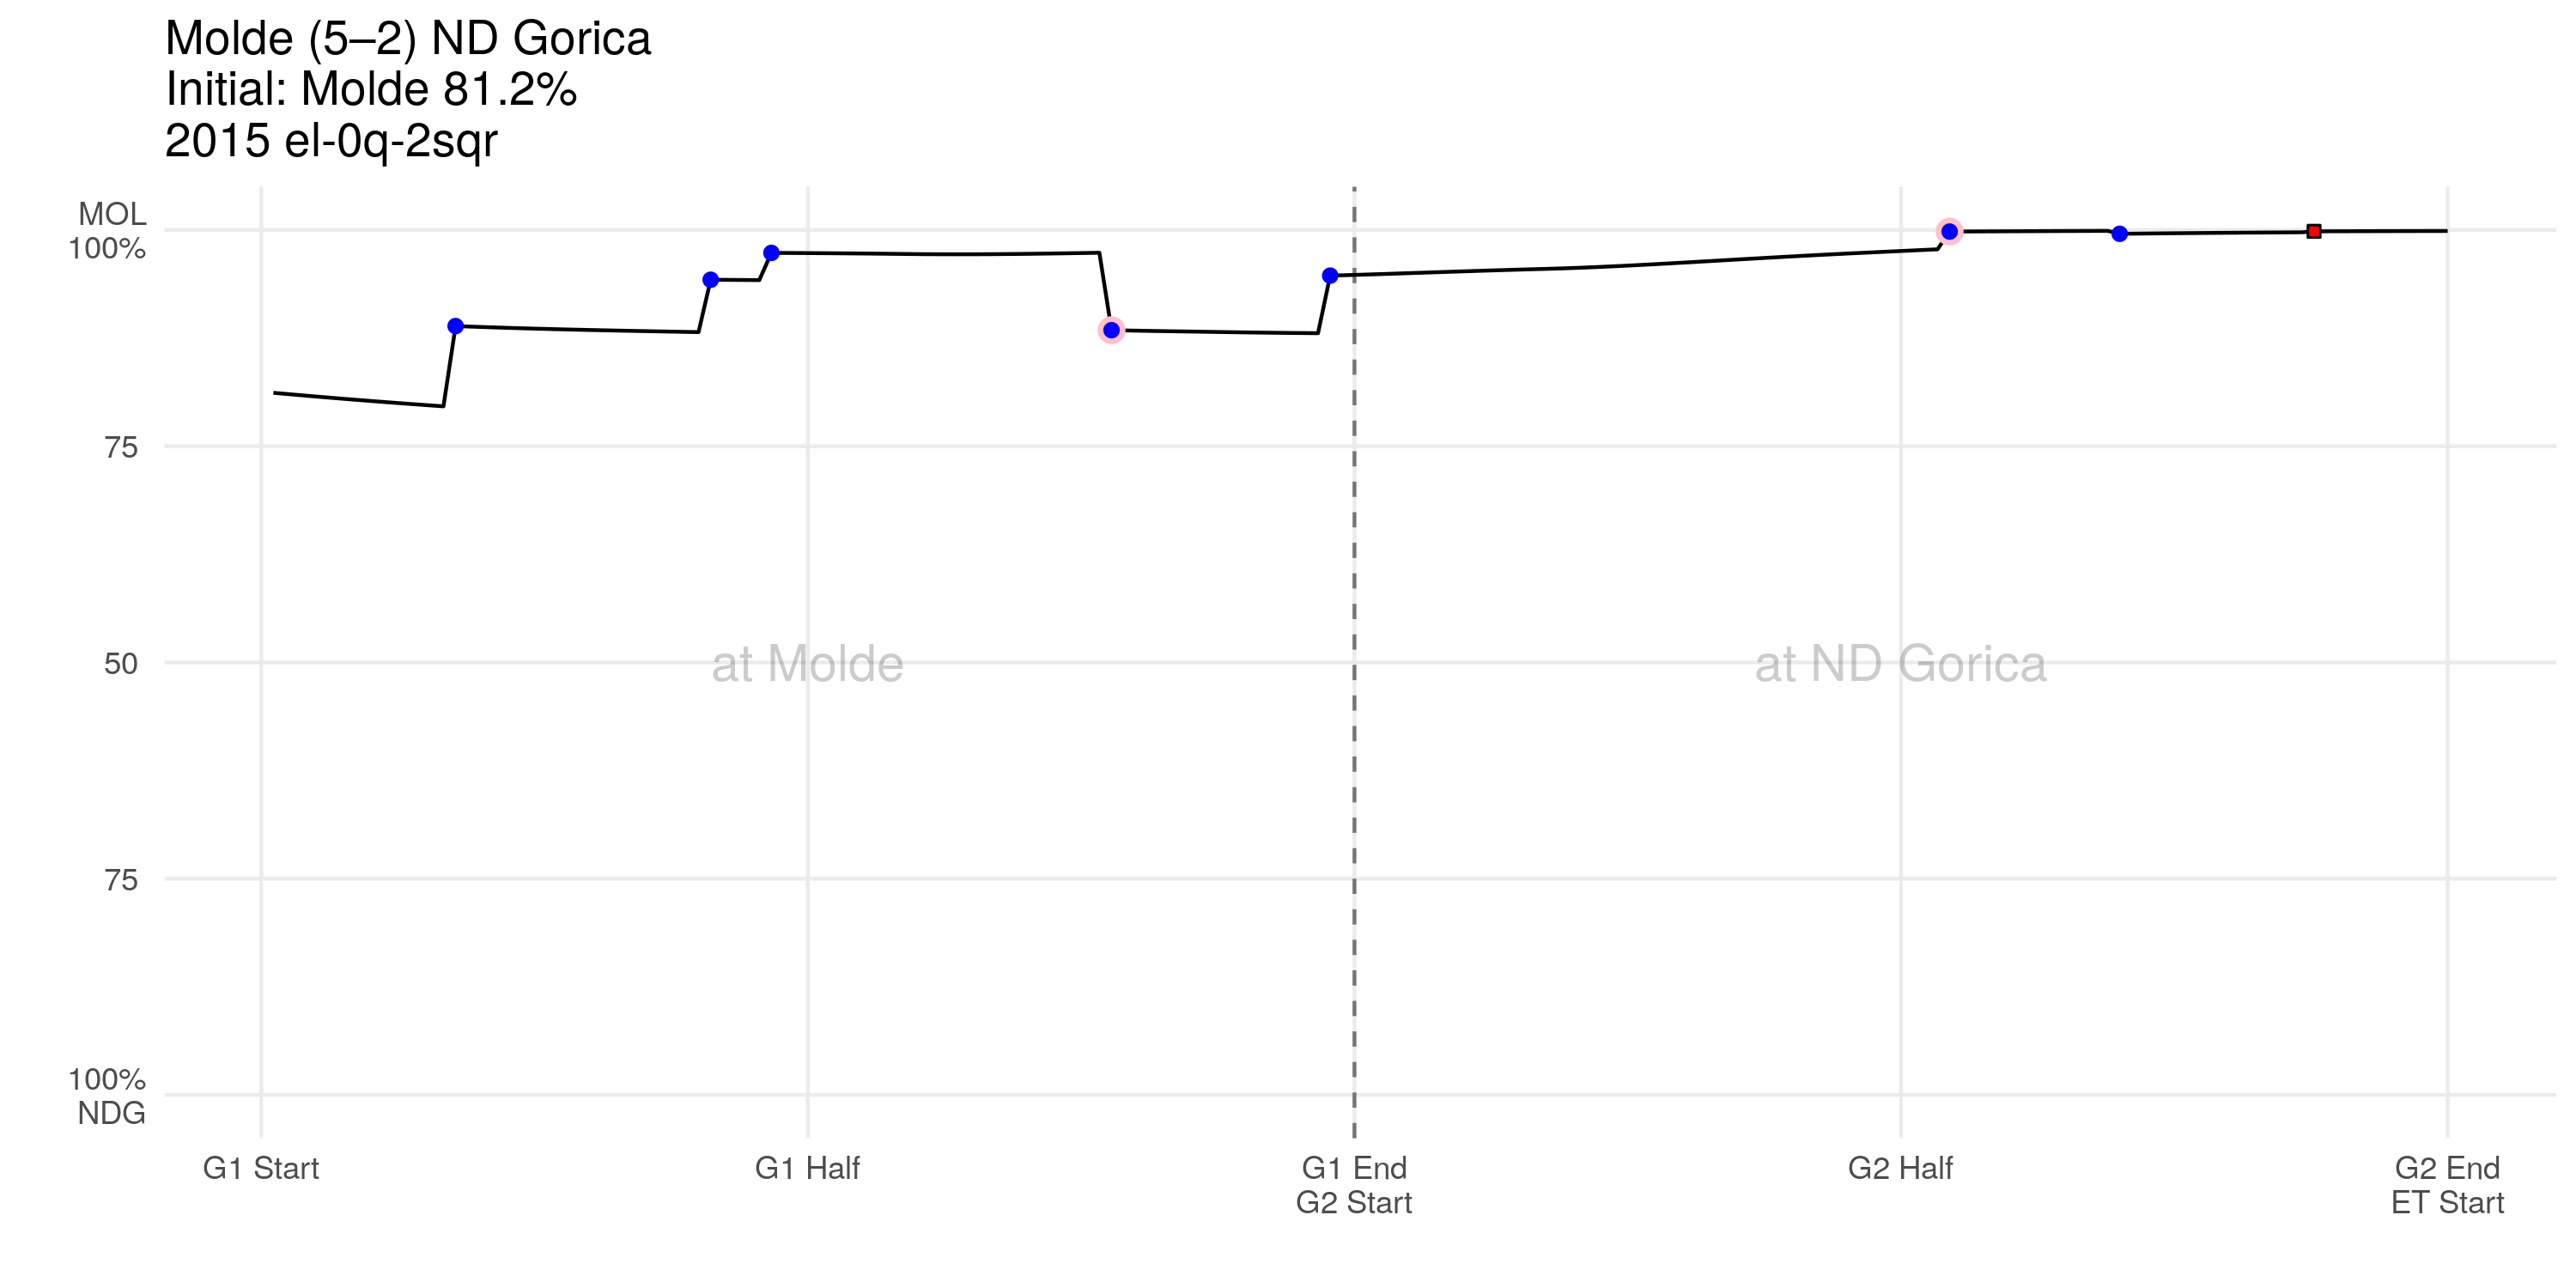 Molde (5–2) ND Gorica
Initial: Molde 81.2%
2015 el-0q-2sqr
MOL
100%
75
50
at Molde
at ND Gorica
75
100%
NDG
G1 Start
G1 Half
G1 End
G2 Start
G2 Half
G2 End
ET Start